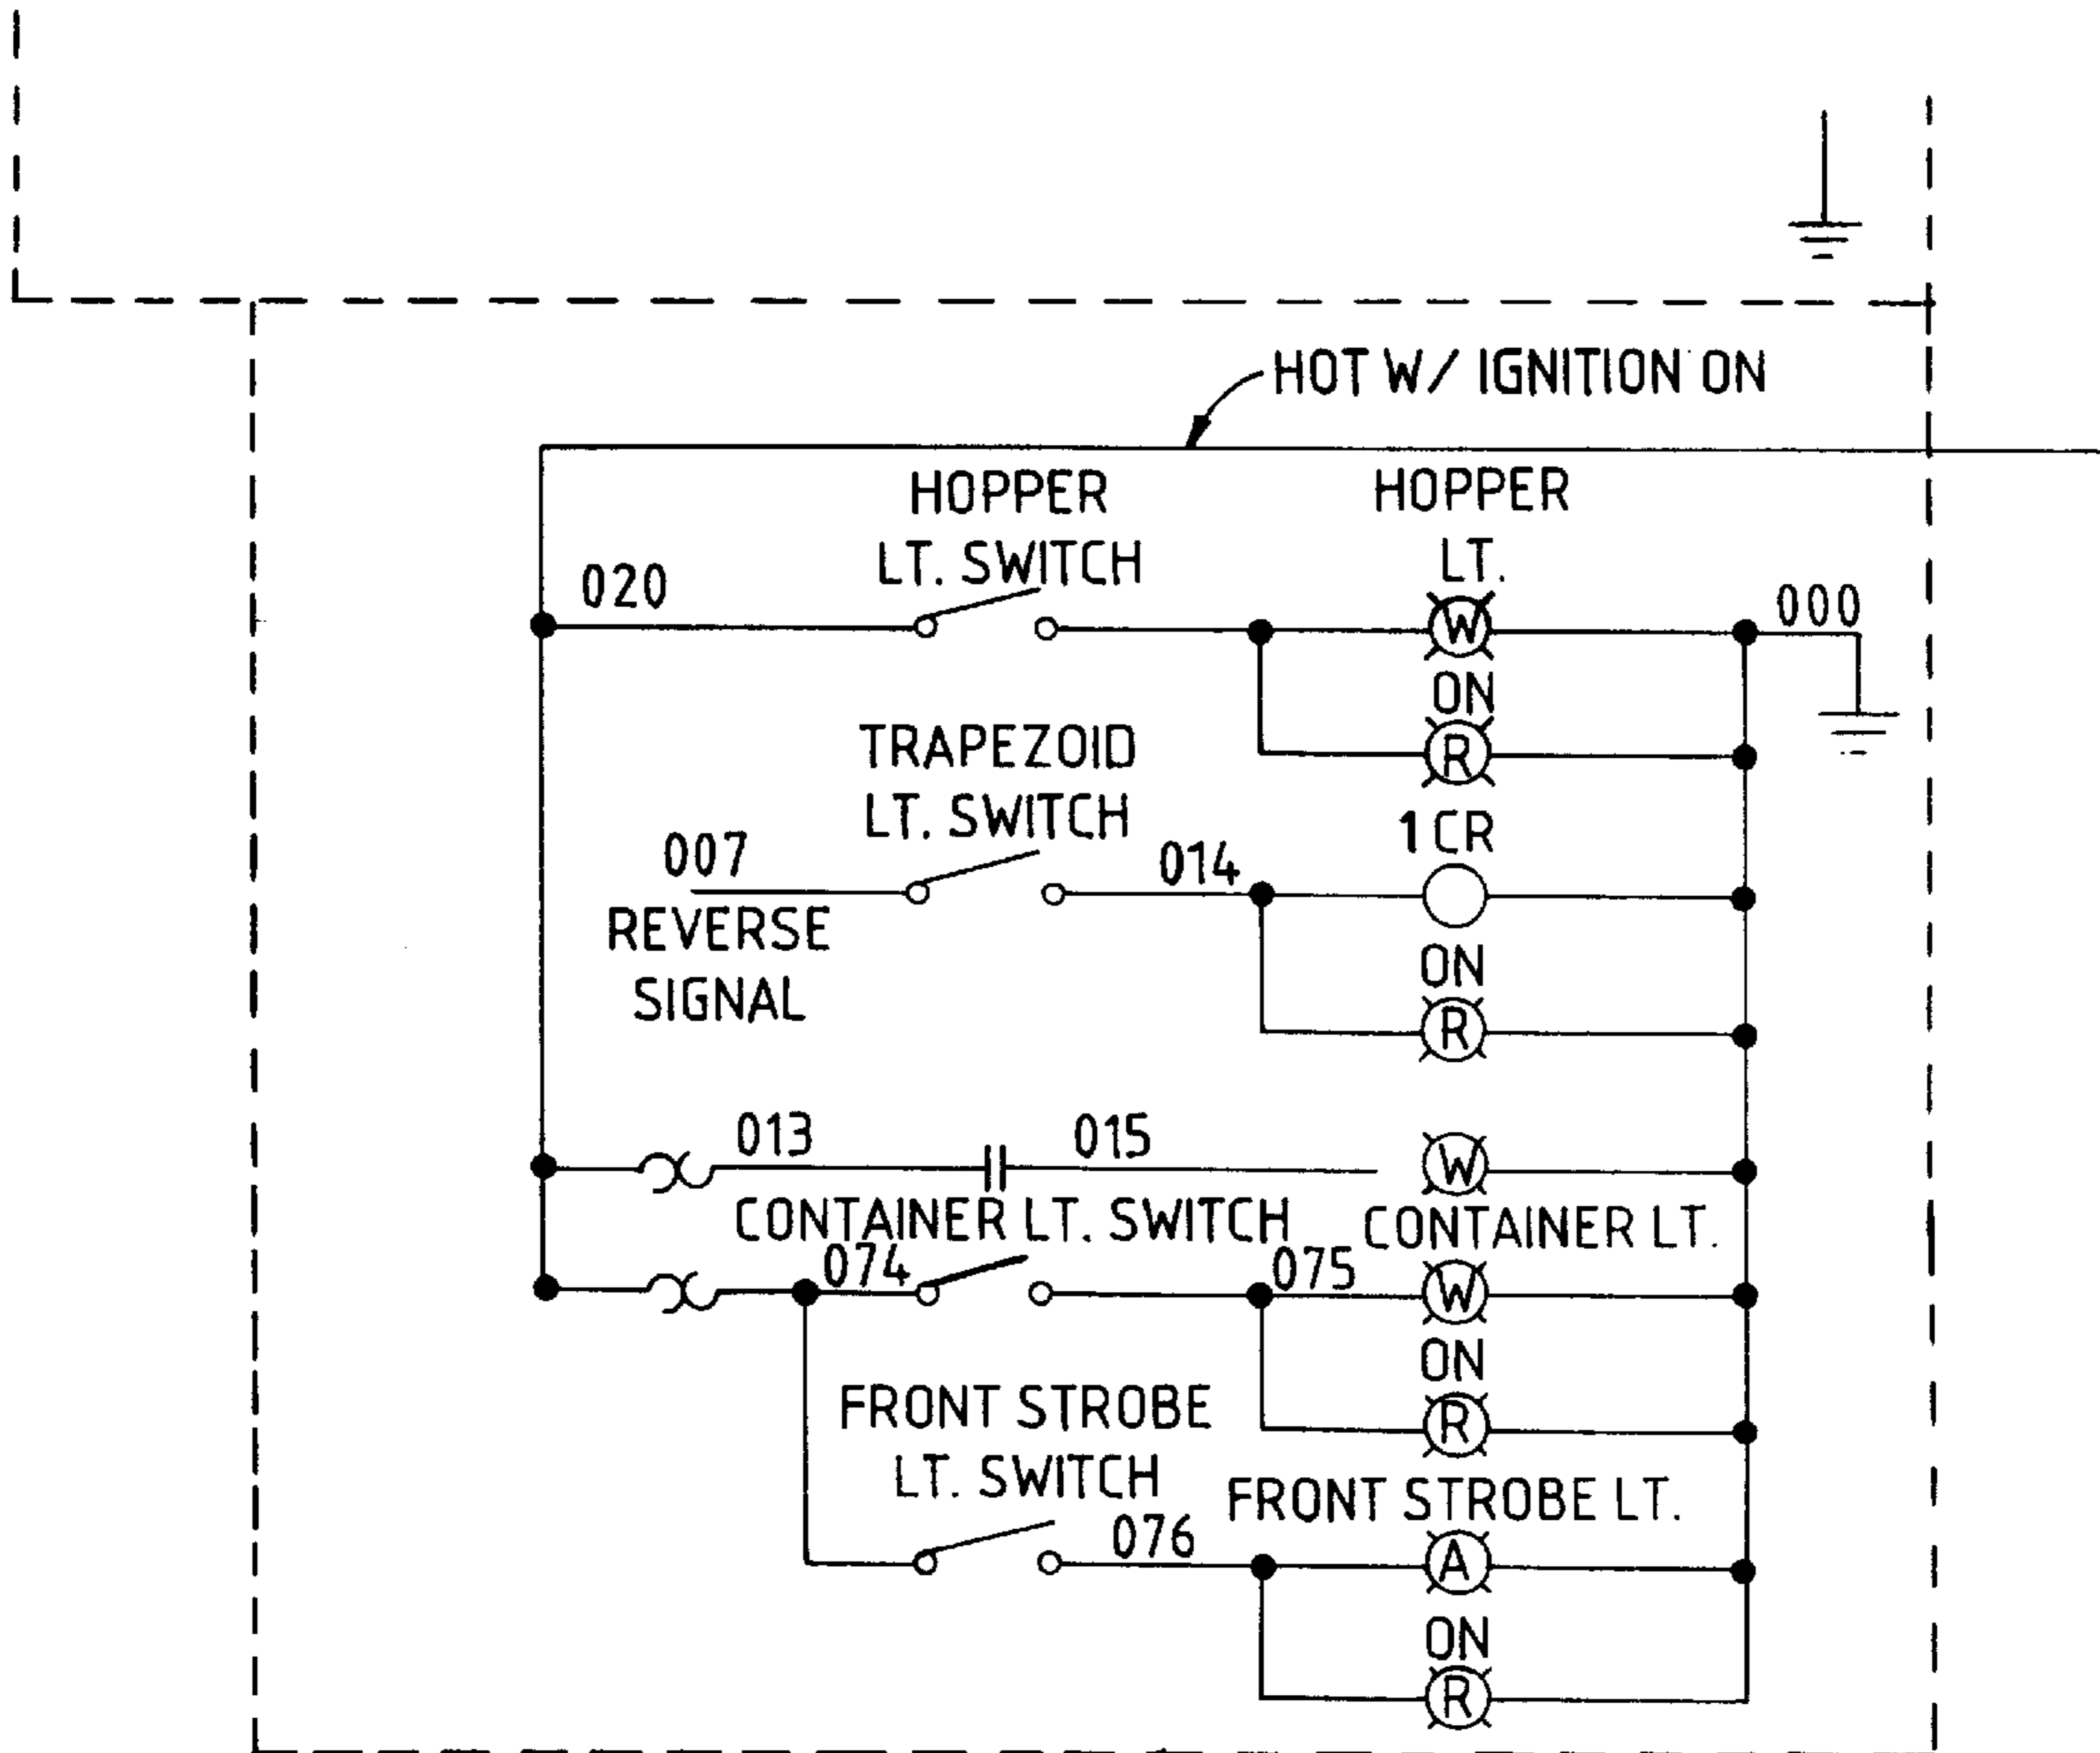 HOT W/ IGNITION ON
HOPPER
LT. SWITCH
HOPPER
LT.
020
W
000
ON
R
TRAPEZOID
LT. SWITCH
1 CR
007
014
REVERSE
SIGNAL
ON
R
013
015
W
CONTAINER LT. SWITCH
CONTAINER LT.
074
075
W
ON
R
FRONT STROBE
LT. SWITCH
FRONT STROBE LT.
076
A
ON
R